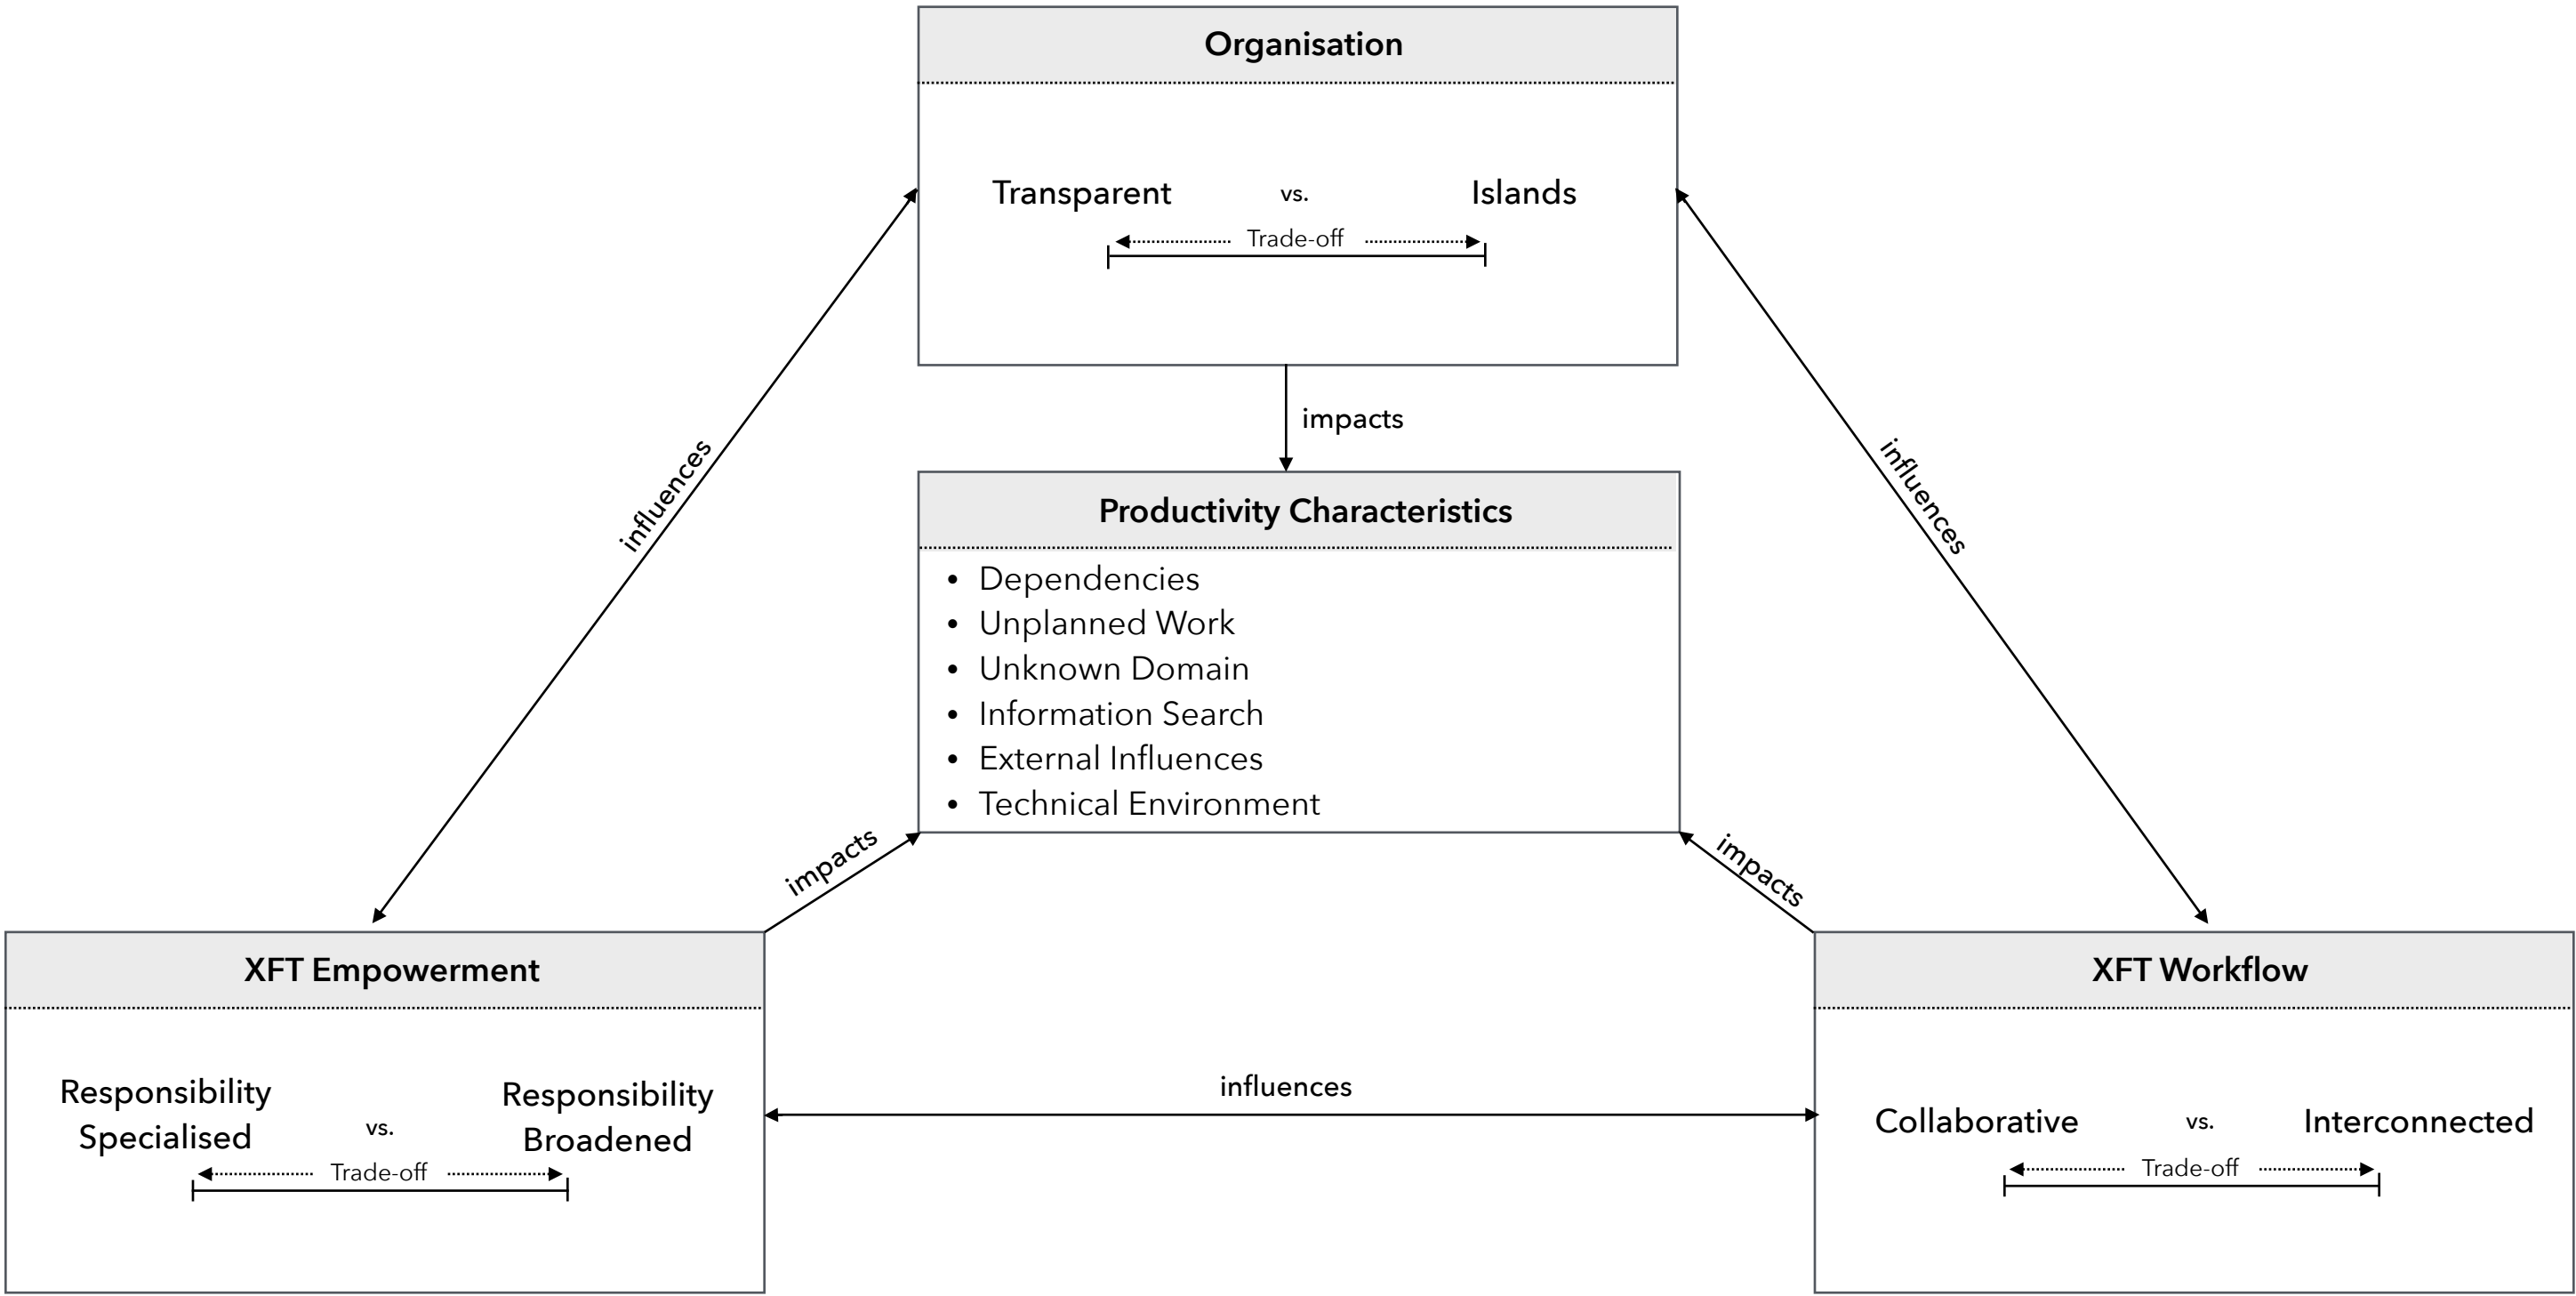 Organisation
Transparent vs. Islands
Trade-off
impacts
influences
influences
Productivity Characteristics
• Dependencies
• Unplanned Work
• Unknown Domain
• Information Search
• External Influences
• Technical Environment
impacts
impacts
XFT Empowerment
Responsibility Specialised vs. Responsibility Broadened
Trade-off
influences
XFT Workflow
Collaborative vs. Interconnected
Trade-off